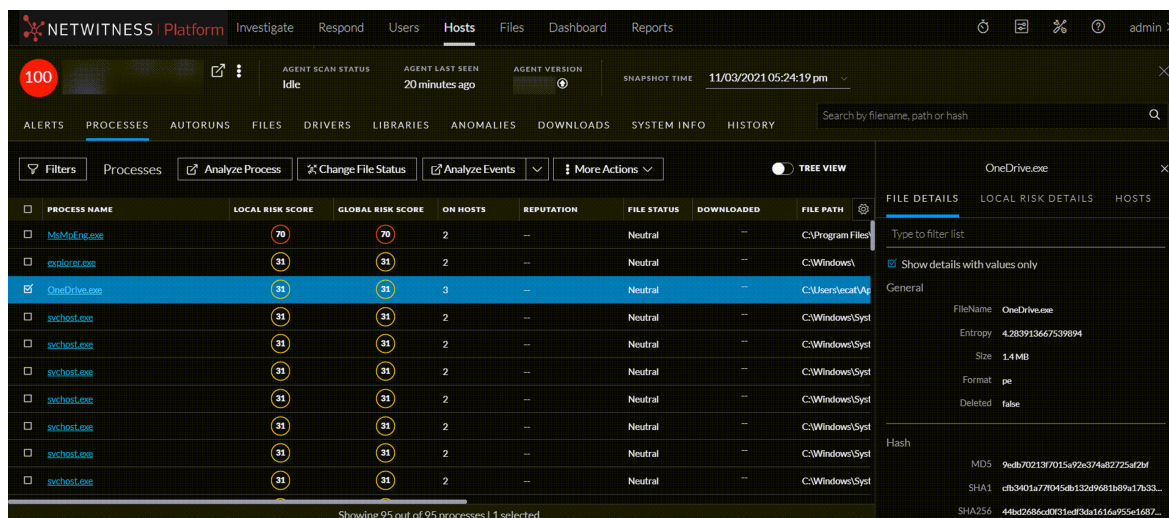 NETWITNESS Platform Investigate Respond Users Hosts Files Dashboard Reports admin
100 AGENT SCAN STATUS AGENT LAST SEEN AGENT VERSION SNAPSHOT TIME 11/03/2021 05:24:19 pm
Idle 20 minutes ago
ALERTS PROCESSES AUTORUNS FILES DRIVERS LIBRARIES ANOMALIES DOWNLOADS SYSTEM INFO HISTORY Search by filename, path or hash
Filters Processes Analyze Process Change File Status Analyze Events More Actions TREE VIEW
PROCESS NAME LOCAL RISK SCORE GLOBAL RISK SCORE ON HOSTS REPUTATION FILE STATUS DOWNLOADED FILE PATH
MsMpEng.exe 70 70 2 -- Neutral -- C:\Program Files\
explorer.exe 31 31 2 -- Neutral -- C:\Windows\
OneDrive.exe 31 31 3 -- Neutral -- C:\Users\ecat\Ap
svchost.exe 31 31 2 -- Neutral -- C:\Windows\Syst
svchost.exe 31 31 2 -- Neutral -- C:\Windows\Syst
svchost.exe 31 31 2 -- Neutral -- C:\Windows\Syst
svchost.exe 31 31 2 -- Neutral -- C:\Windows\Syst
svchost.exe 31 31 2 -- Neutral -- C:\Windows\Syst
svchost.exe 31 31 2 -- Neutral -- C:\Windows\Syst
svchost.exe 31 31 2 -- Neutral -- C:\Windows\Syst
Showing 95 out of 95 processes | 1 selected
OneDrive.exe
FILE DETAILS LOCAL RISK DETAILS HOSTS
Type to filter list
Show details with values only
General
FileName OneDrive.exe
Entropy 4.283913667539894
Size 1.4 MB
Format pe
Deleted false
Hash
MD5 9edb70213f7015a92e374a82725af2bf
SHA1 cfb3401a77f045db132d9681b89a17b33...
SHA256 44bd2686cd0f31edf3da1616a955e1687...